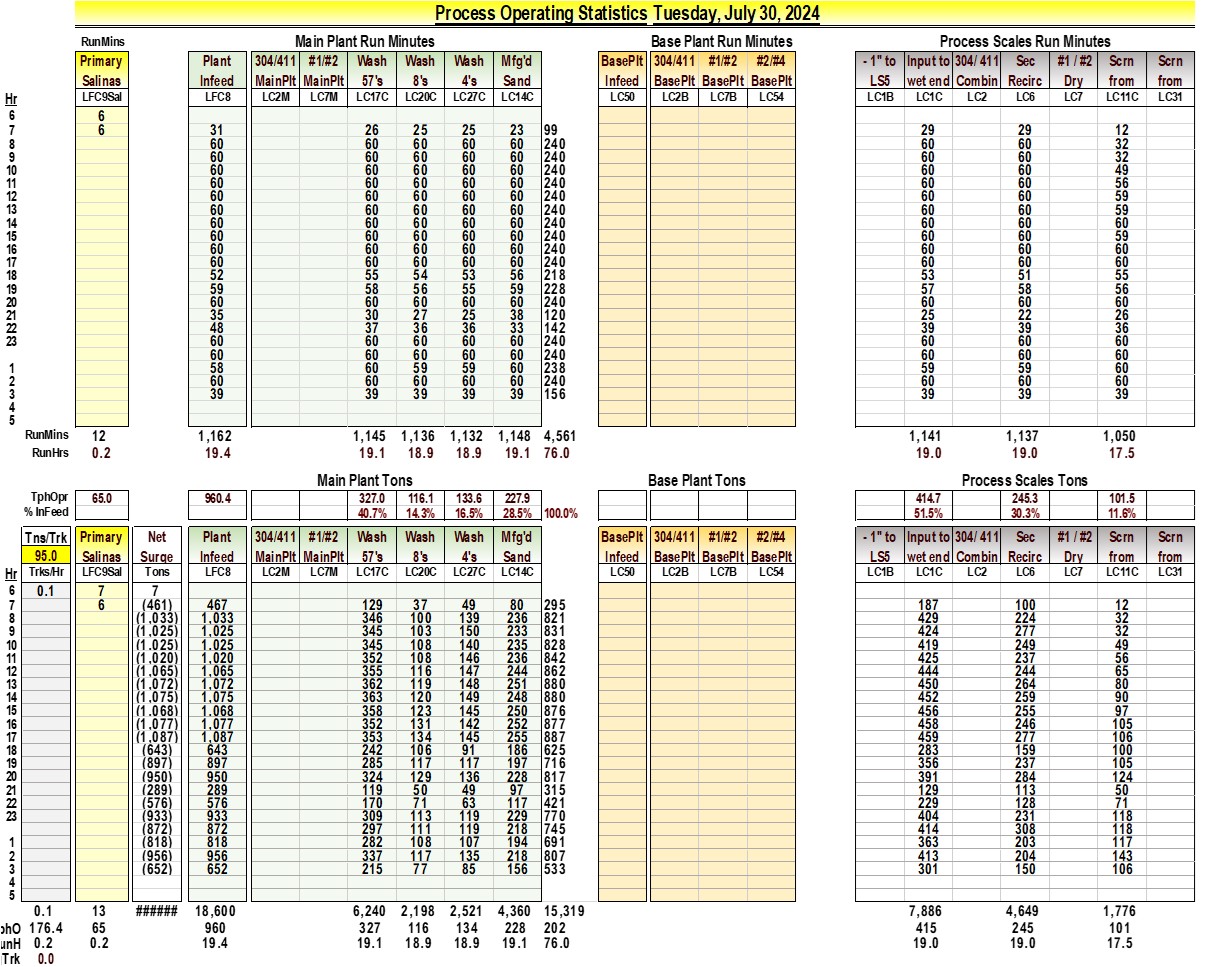 Process Operating Statistics Tuesday, July 30, 2024
RunMins Main Plant Run Minutes Base Plant Run Minutes Process Scales Run Minutes
Primary Plant 304/411 #1/#2 Wash Wash Wash Mfg'd BasePlt 304/411 #1/#2 #2/#4 - 1" to Input to 304/ 411 Sec #1 / #2 Scrn Scrn
Salinas Infeed MainPlt MainPlt 57's 8's 4's Sand Infeed BasePlt BasePlt BasePlt LS5 wet end Combin Recirc Dry from from
Hr LFC9Sal LFC8 LC2M LC7M LC17C LC20C LC27C LC14C LC50 LC2B LC7B LC54 LC1B LC1C LC2 LC6 LC7 LC11C LC31
6 6
7 6 31 26 25 25 23 99 29 29 12
8 60 60 60 60 60 240 60 60 32
9 60 60 60 60 60 240 60 60 32
10 60 60 60 60 60 240 60 60 49
11 60 60 60 60 60 240 60 60 56
12 60 60 60 60 60 240 60 60 59
13 60 60 60 60 60 240 60 60 59
14 60 60 60 60 60 240 60 60 60
15 60 60 60 60 60 240 60 60 59
16 60 60 60 60 60 240 60 60 60
17 60 60 60 60 60 240 60 60 60
18 52 55 54 53 56 218 53 51 55
19 59 58 56 55 59 228 57 58 56
20 60 60 60 60 60 240 60 60 60
21 35 30 27 25 38 120 25 22 26
22 48 37 36 36 33 142 39 39 36
23 60 60 60 60 60 240 60 60 60
60 60 60 60 60 240 60 60 60
1 58 60 59 59 60 238 59 59 60
2 60 60 60 60 60 240 60 60 60
3 39 39 39 39 39 156 39 39 39
4
5
RunMins 12 1,162 1,145 1,136 1,132 1,148 4,561 1,141 1,137 1,050
RunHrs 0.2 19.4 19.1 18.9 18.9 19.1 76.0 19.0 19.0 17.5
Main Plant Tons Base Plant Tons Process Scales Tons
TphOpr 65.0 960.4 327.0 116.1 133.6 227.9 414.7 245.3 101.5
% InFeed 40.7% 14.3% 16.5% 28.5% 100.0% 51.5% 30.3% 11.6%
Tns/Trk Primary Net Plant 304/411 #1/#2 Wash Wash Wash Mfg'd BasePlt 304/411 #1/#2 #2/#4 - 1" to Input to 304/ 411 Sec #1 / #2 Scrn Scrn
95.0 Salinas Surge Infeed MainPlt MainPlt 57's 8's 4's Sand Infeed BasePlt BasePlt BasePlt LS5 wet end Combin Recirc Dry from from
Hr Trks/Hr LFC9Sal Tons LFC8 LC2M LC7M LC17C LC20C LC27C LC14C LC50 LC2B LC7B LC54 LC1B LC1C LC2 LC6 LC7 LC11C LC31
6 0.1 7 7
7 6 (461) 467 129 37 49 80 295 187 100 12
8 (1,033) 1,033 346 100 139 236 821 429 224 32
9 (1,025) 1,025 345 103 150 233 831 424 277 32
10 (1,025) 1,025 345 108 140 235 828 419 249 49
11 (1,020) 1,020 352 108 146 236 842 425 237 56
12 (1,065) 1,065 355 116 147 244 862 444 244 65
13 (1,072) 1,072 362 119 148 251 880 450 264 80
14 (1,075) 1,075 363 120 149 248 880 452 259 90
15 (1,068) 1,068 358 123 145 250 876 456 255 97
16 (1,077) 1,077 352 131 142 252 877 458 246 105
17 (1,087) 1,087 353 134 145 255 887 459 277 106
18 (643) 643 242 106 91 186 625 283 159 100
19 (897) 897 285 117 117 197 716 356 237 105
20 (950) 950 324 129 136 228 817 391 284 124
21 (289) 289 119 50 49 97 315 129 113 50
22 (576) 576 170 71 63 117 421 229 128 71
23 (933) 933 309 113 119 229 770 404 231 118
(872) 872 297 111 119 218 745 414 308 118
1 (818) 818 282 108 107 194 691 363 203 117
2 (956) 956 337 117 135 218 807 413 204 143
3 (652) 652 215 77 85 156 533 301 150 106
4
5
0.1 13 ###### 18,600 6,240 2,198 2,521 4,360 15,319 7,886 4,649 1,776
phO 176.4 65 960 327 116 134 228 202 415 245 101
unH 0.2 0.2 19.4 19.1 18.9 18.9 19.1 76.0 19.0 19.0 17.5
Trk 0.0